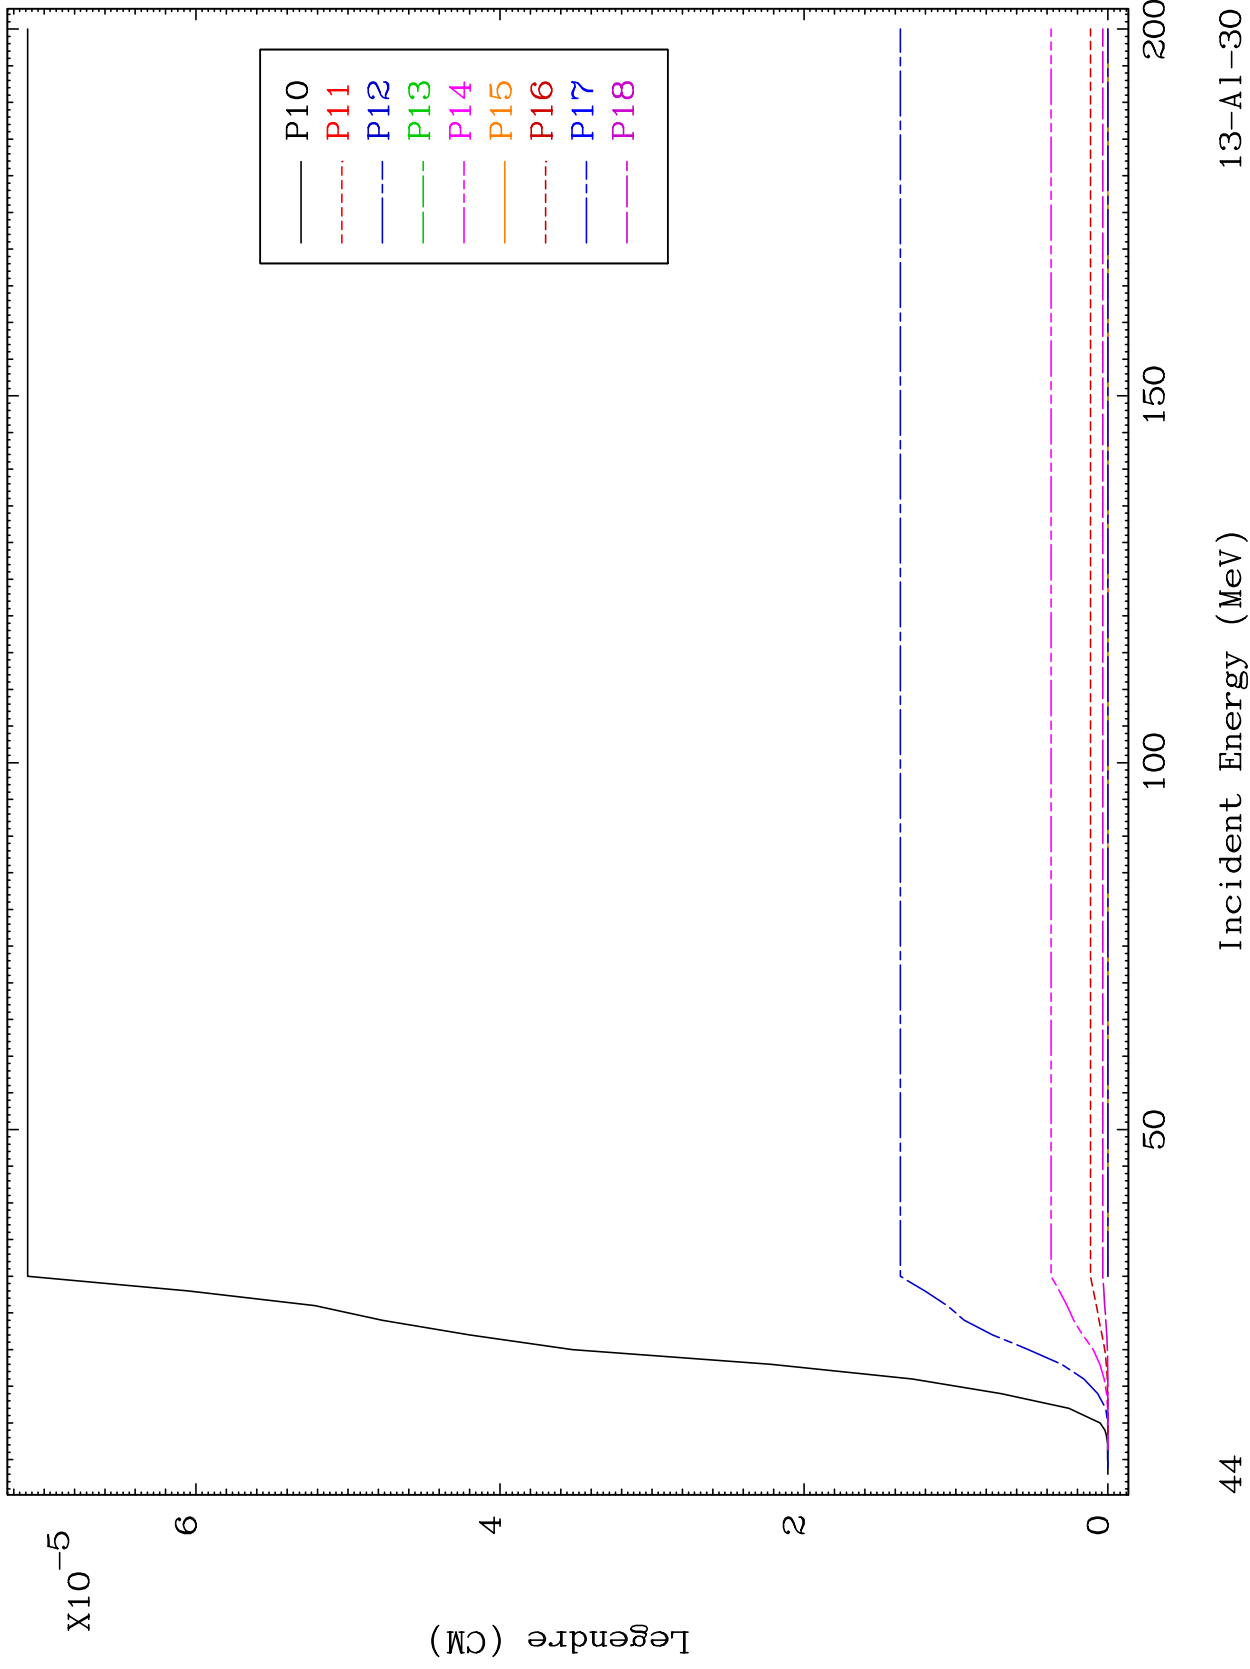 X10-5
Legendre (CM)
6
4
2
0
P10
P11
P12
P13
P14
P15
P16
P17
P18
50
100
150
200
Incident Energy (MeV)
44
13-Al-30